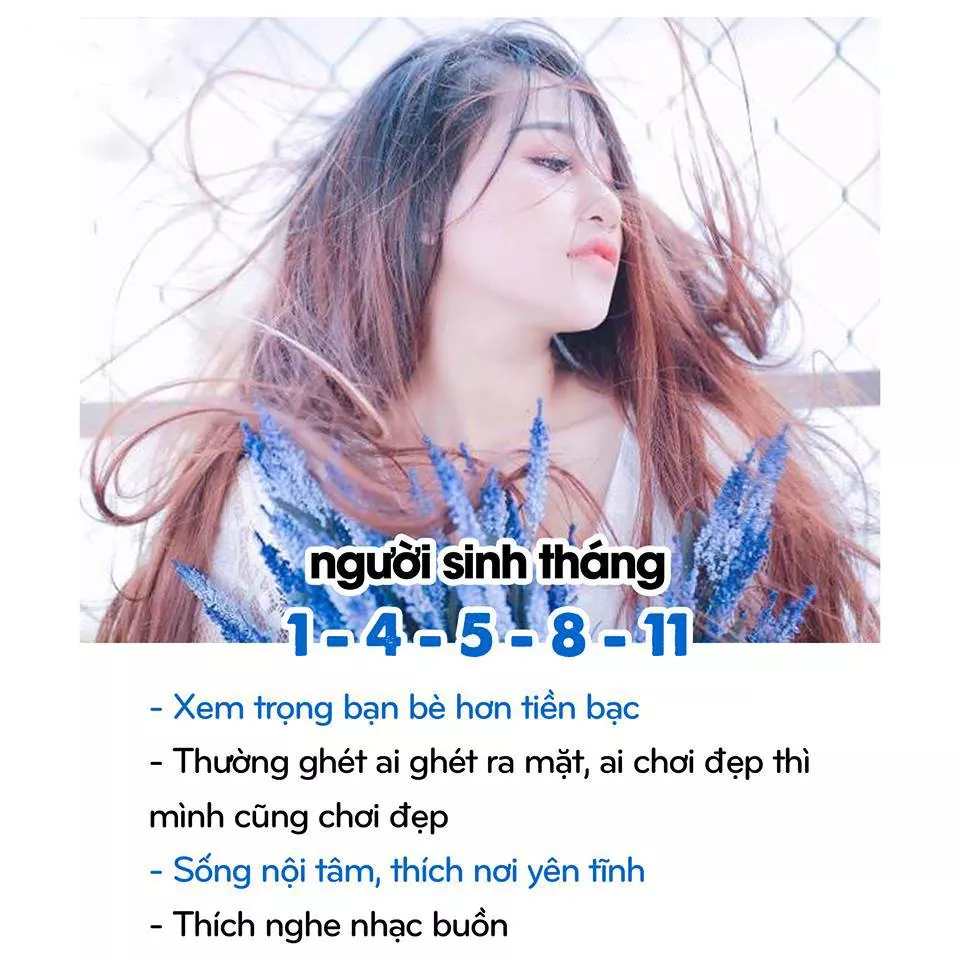 người sinh tháng
1 - 4 - 5 - 8 - 11
- Xem trọng bạn bè hơn tiền bạc
- Thường ghét ai ghét ra mặt, ai chơi đẹp thì
mình cũng chơi đẹp
- Sống nội tâm, thích nơi yên tĩnh
- Thích nghe nhạc buồn